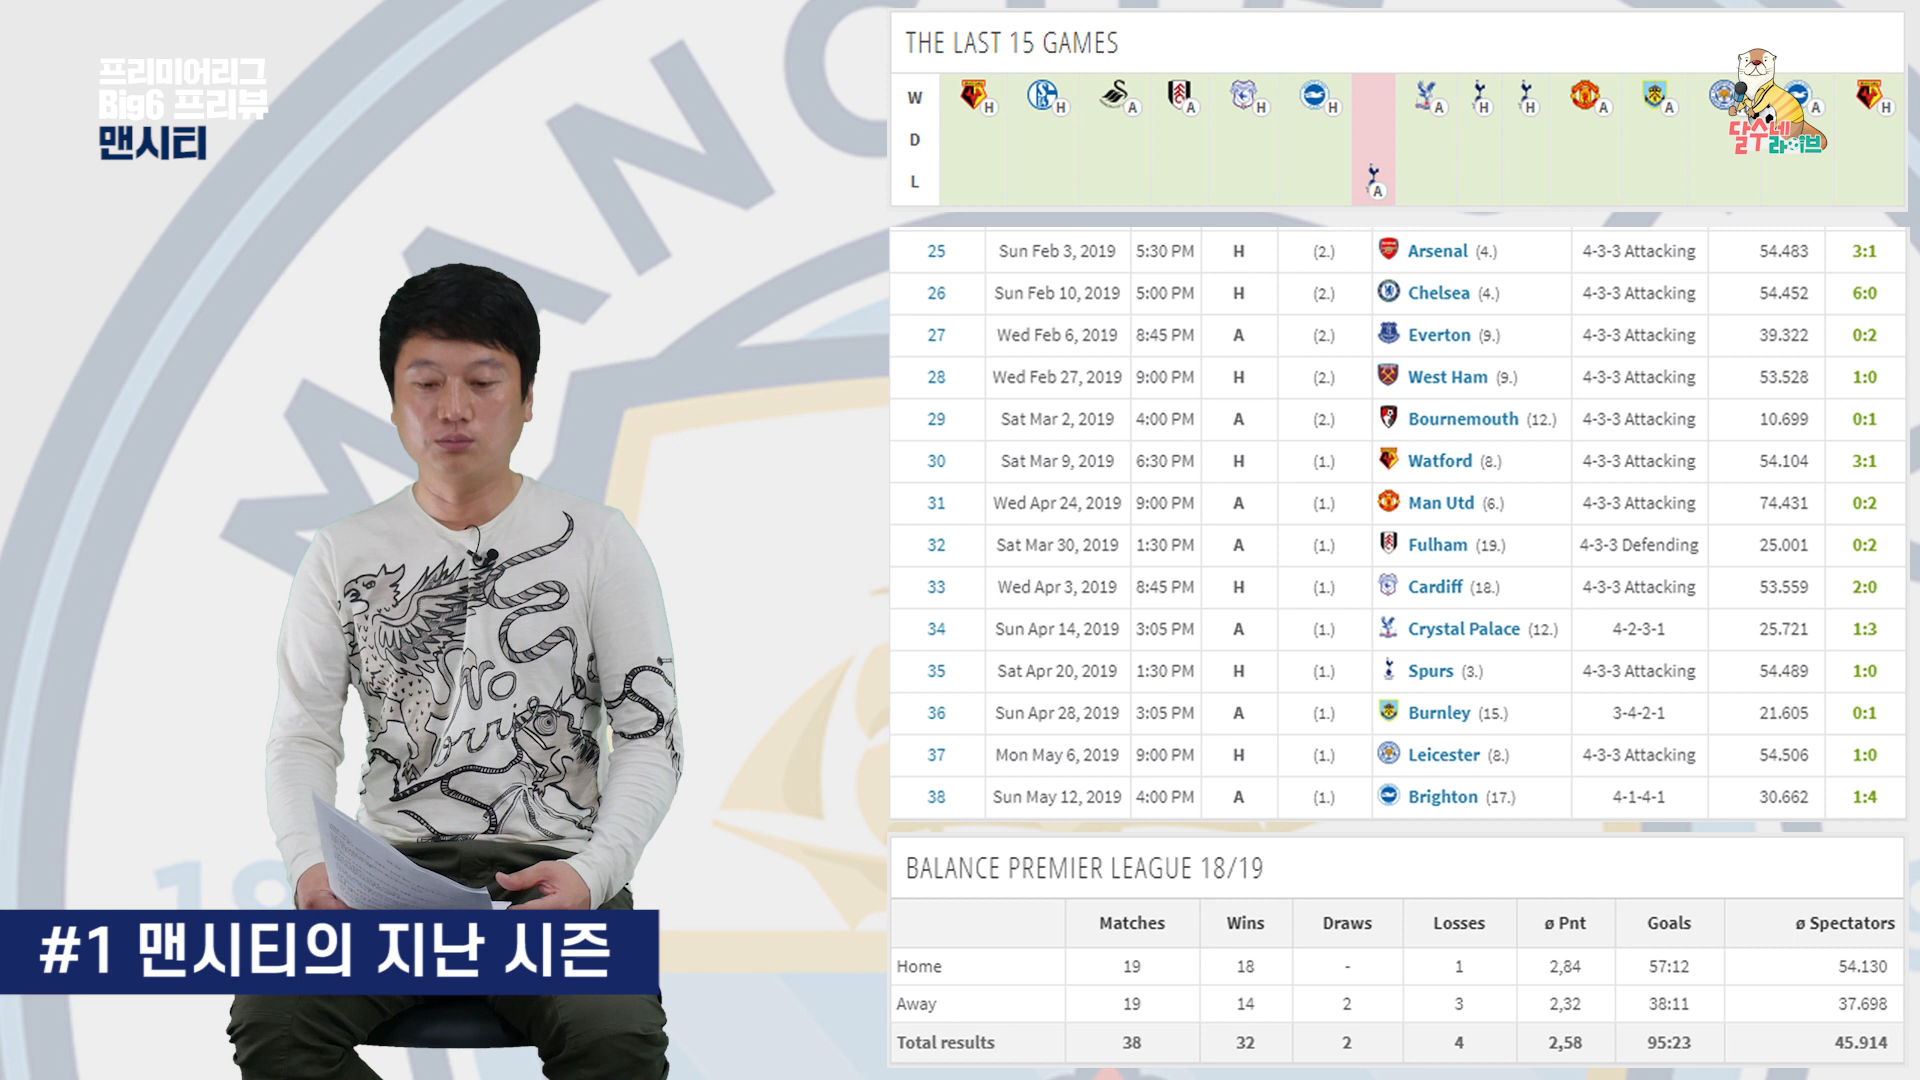 프리미어리그
Big6 프리뷰
맨시티
THE LAST 15 GAMES
W H H A H H A H H A A A H
D
L A
달수네
라이브
25 Sun Feb 3, 2019 5:30 PM H (2.) Arsenal (4.) 4-3-3 Attacking 54.483 3:1
26 Sun Feb 10, 2019 5:00 PM H (2.) Chelsea (4.) 4-3-3 Attacking 54.452 6:0
27 Wed Feb 6, 2019 8:45 PM A (2.) Everton (9.) 4-3-3 Attacking 39.322 0:2
28 Wed Feb 27, 2019 9:00 PM H (2.) West Ham (9.) 4-3-3 Attacking 53.528 1:0
29 Sat Mar 2, 2019 4:00 PM A (2.) Bournemouth (12.) 4-3-3 Attacking 10.699 0:1
30 Sat Mar 9, 2019 6:30 PM H (1.) Watford (8.) 4-3-3 Attacking 54.104 3:1
31 Wed Apr 24, 2019 9:00 PM A (1.) Man Utd (6.) 4-3-3 Attacking 74.431 0:2
32 Sat Mar 30, 2019 1:30 PM A (1.) Fulham (19.) 4-3-3 Defending 25.001 0:2
33 Wed Apr 3, 2019 8:45 PM H (1.) Cardiff (18.) 4-3-3 Attacking 53.559 2:0
34 Sun Apr 14, 2019 3:05 PM A (1.) Crystal Palace (12.) 4-2-3-1 25.721 1:3
35 Sat Apr 20, 2019 1:30 PM H (1.) Spurs (3.) 4-3-3 Attacking 54.489 1:0
36 Sun Apr 28, 2019 3:05 PM A (1.) Burnley (15.) 3-4-2-1 21.605 0:1
37 Mon May 6, 2019 9:00 PM H (1.) Leicester (8.) 4-3-3 Attacking 54.506 1:0
38 Sun May 12, 2019 4:00 PM A (1.) Brighton (17.) 4-1-4-1 30.662 1:4
BALANCE PREMIER LEAGUE 18/19
Matches Wins Draws Losses ø Pnt Goals ø Spectators
Home 19 18 - 1 2,84 57:12 54.130
Away 19 14 2 3 2,32 38:11 37.698
Total results 38 32 2 4 2,58 95:23 45.914
#1 맨시티의 지난 시즌